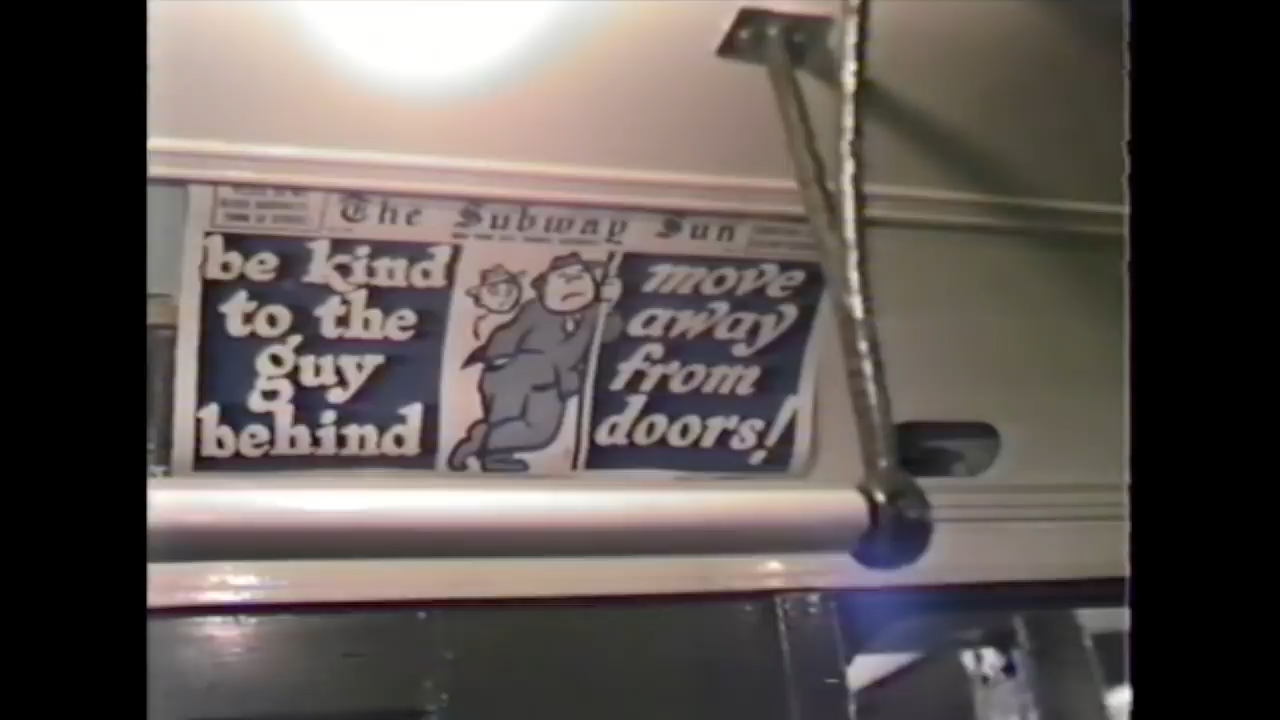 The Subway Sun
be kind
to the
guy
behind
move
away
from
doors!